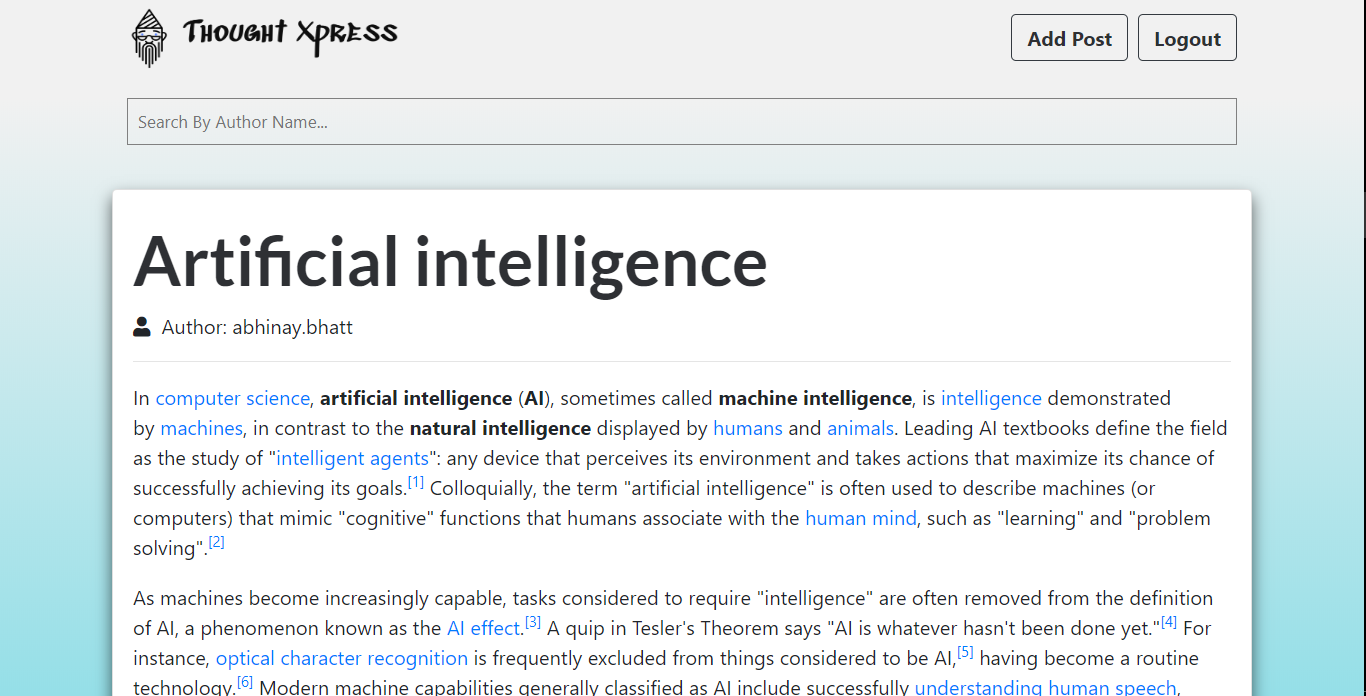 Thought Xpress
Add Post
Logout
Search By Author Name...
Artificial intelligence
Author: abhinay.bhatt
In computer science, artificial intelligence (AI), sometimes called machine intelligence, is intelligence demonstrated
by machines, in contrast to the natural intelligence displayed by humans and animals. Leading AI textbooks define the field
as the study of "intelligent agents": any device that perceives its environment and takes actions that maximize its chance of
successfully achieving its goals.[1] Colloquially, the term "artificial intelligence" is often used to describe machines (or
computers) that mimic "cognitive" functions that humans associate with the human mind, such as "learning" and "problem
solving".[2]
As machines become increasingly capable, tasks considered to require "intelligence" are often removed from the definition
of AI, a phenomenon known as the AI effect.[3] A quip in Tesler's Theorem says "AI is whatever hasn't been done yet."[4] For
instance, optical character recognition is frequently excluded from things considered to be AI,[5] having become a routine
technology.[6] Modern machine capabilities generally classified as AI include successfully understanding human speech,